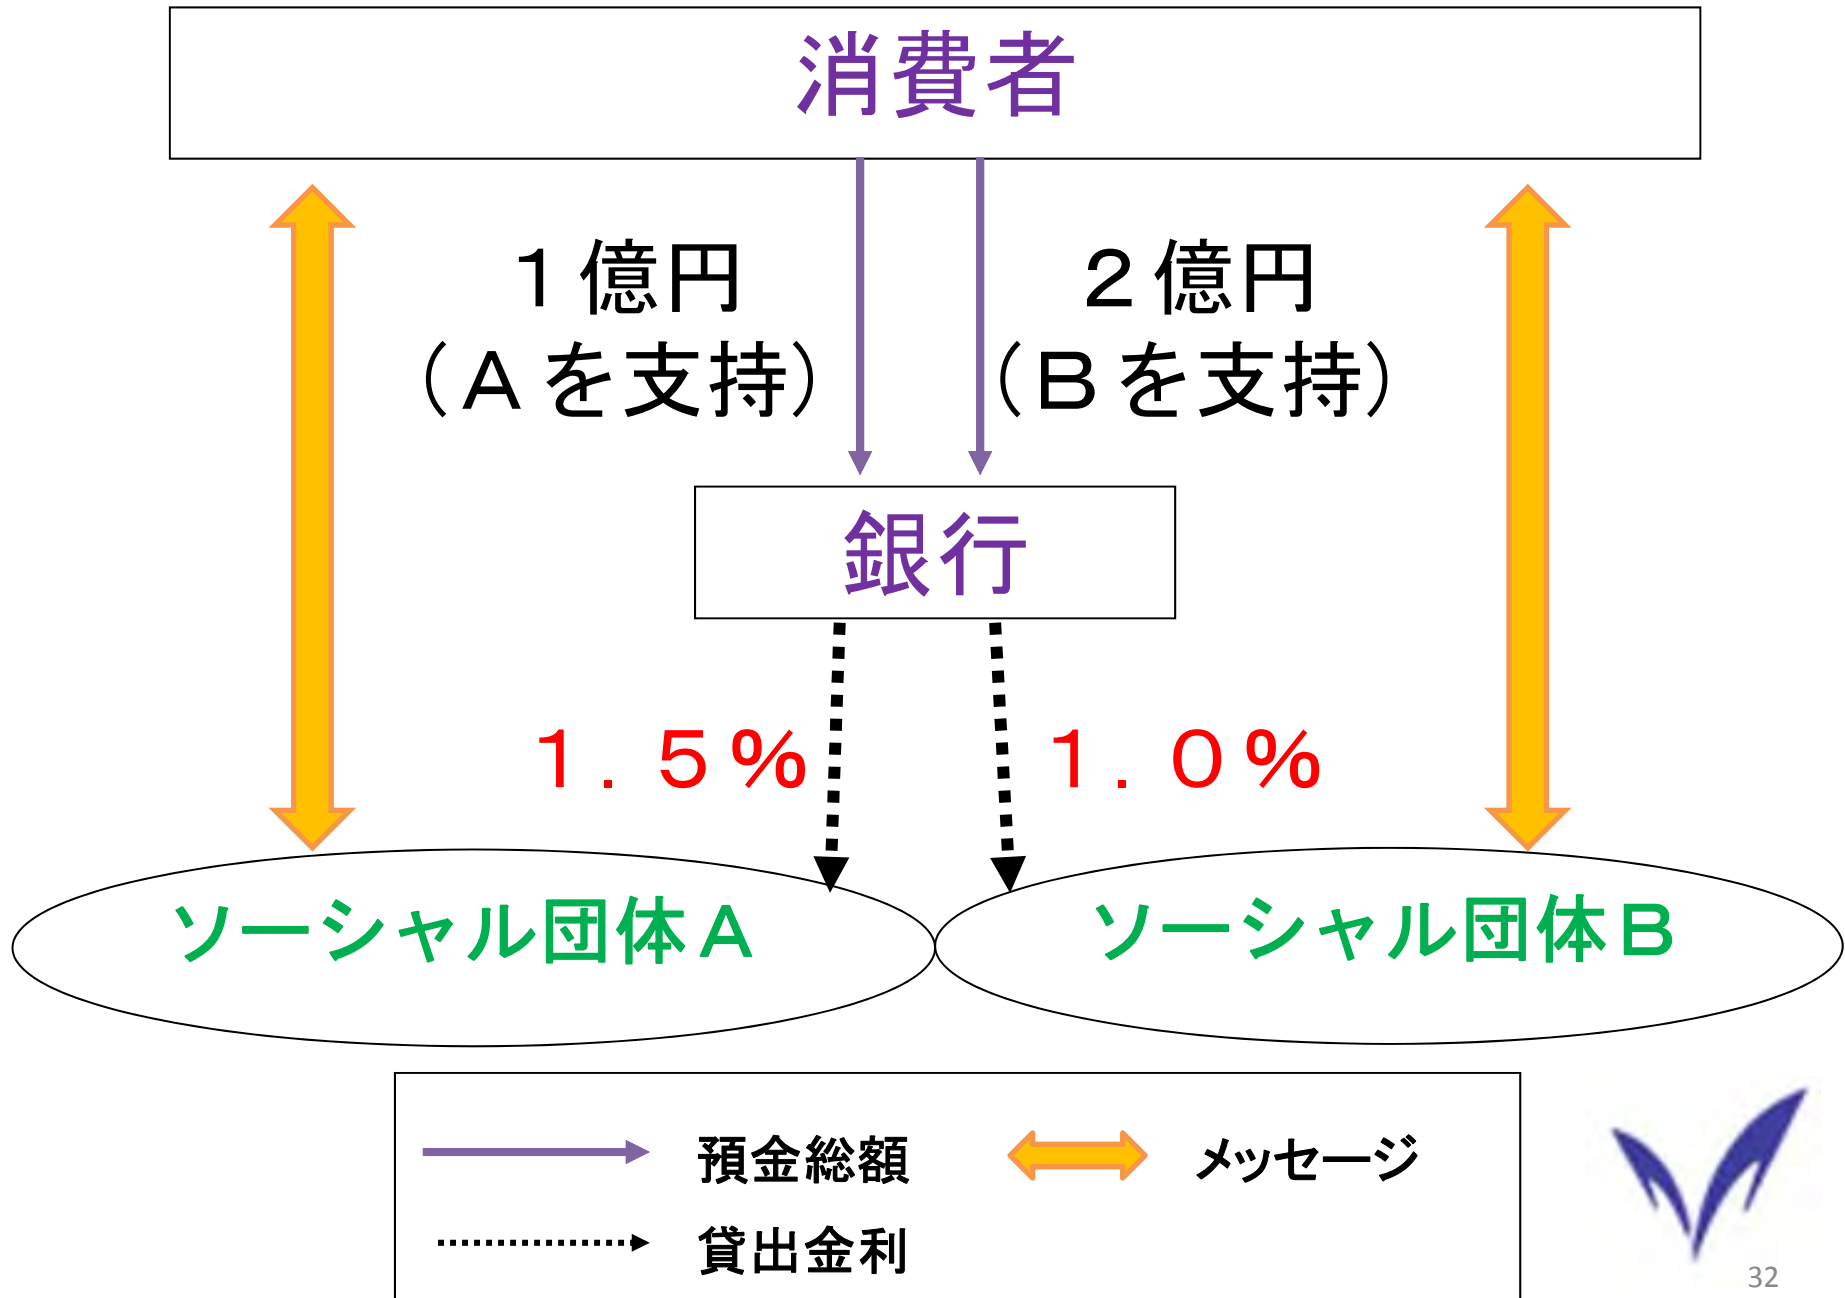 消費者
１億円
（Ａを支持）
２億円
（Ｂを支持）
銀行
１．５％
１．０％
ソーシャル団体Ａ
ソーシャル団体Ｂ
預金総額
メッセージ
貸出金利
32